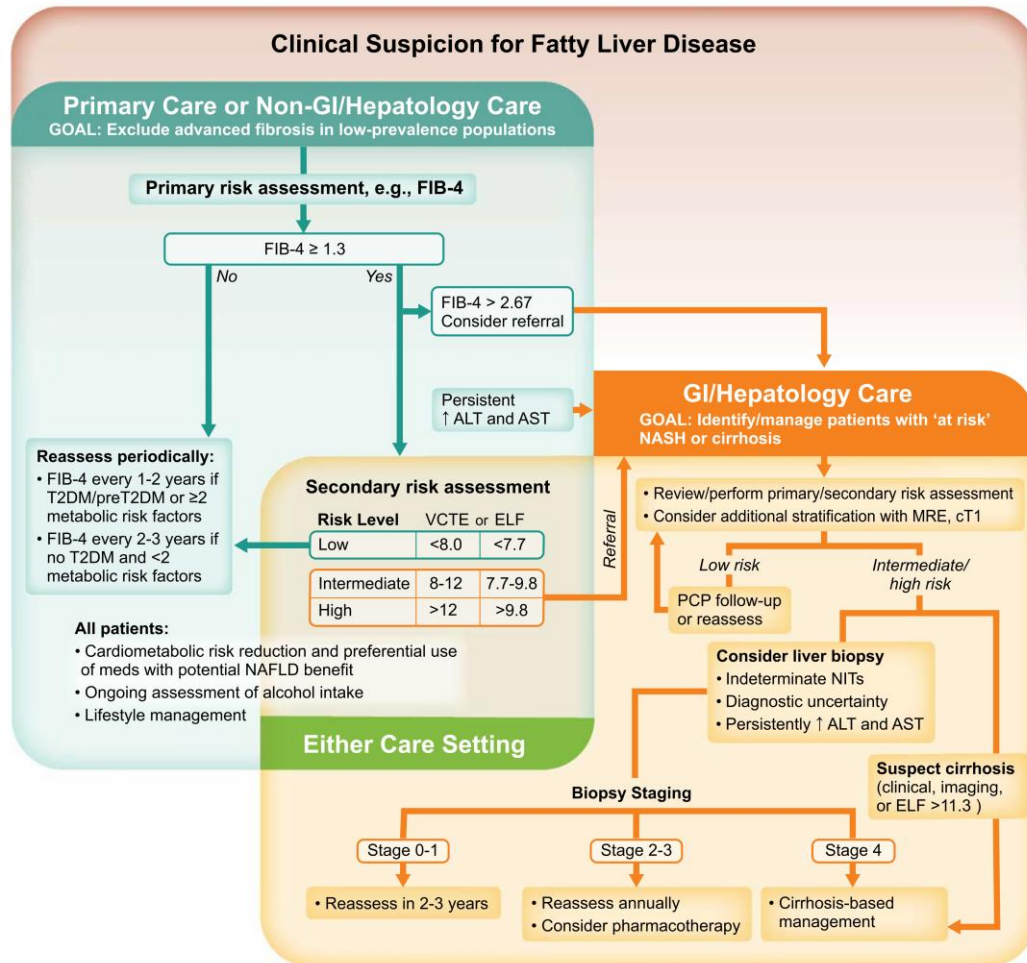 Clinical Suspicion for Fatty Liver Disease
Primary Care or Non-GI/Hepatology Care
GOAL: Exclude advanced fibrosis in low-prevalence populations
Primary risk assessment, e.g., FIB-4
FIB-4 ≥ 1.3
No
Yes
FIB-4 > 2.67
Consider referral
Persistent
↑ ALT and AST
GI/Hepatology Care
GOAL: Identify/manage patients with ‘at risk’
NASH or cirrhosis
Reassess periodically:
• FIB-4 every 1-2 years if
T2DM/preT2DM or ≥2
metabolic risk factors
• FIB-4 every 2-3 years if
no T2DM and <2
metabolic risk factors
Secondary risk assessment
Risk Level VCTE or ELF
Low <8.0 <7.7
Intermediate 8-12 7.7-9.8
High >12 >9.8
Referral
• Review/perform primary/secondary risk assessment
• Consider additional stratification with MRE, cT1
Low risk
Intermediate/
high risk
PCP follow-up
or reassess
All patients:
• Cardiometabolic risk reduction and preferential use
of meds with potential NAFLD benefit
• Ongoing assessment of alcohol intake
• Lifestyle management
Either Care Setting
Consider liver biopsy
• Indeterminate NITs
• Diagnostic uncertainty
• Persistently ↑ ALT and AST
Suspect cirrhosis
(clinical, imaging,
or ELF >11.3 )
Biopsy Staging
Stage 0-1
Stage 2-3
Stage 4
• Reassess in 2-3 years
• Reassess annually
• Consider pharmacotherapy
• Cirrhosis-based
management